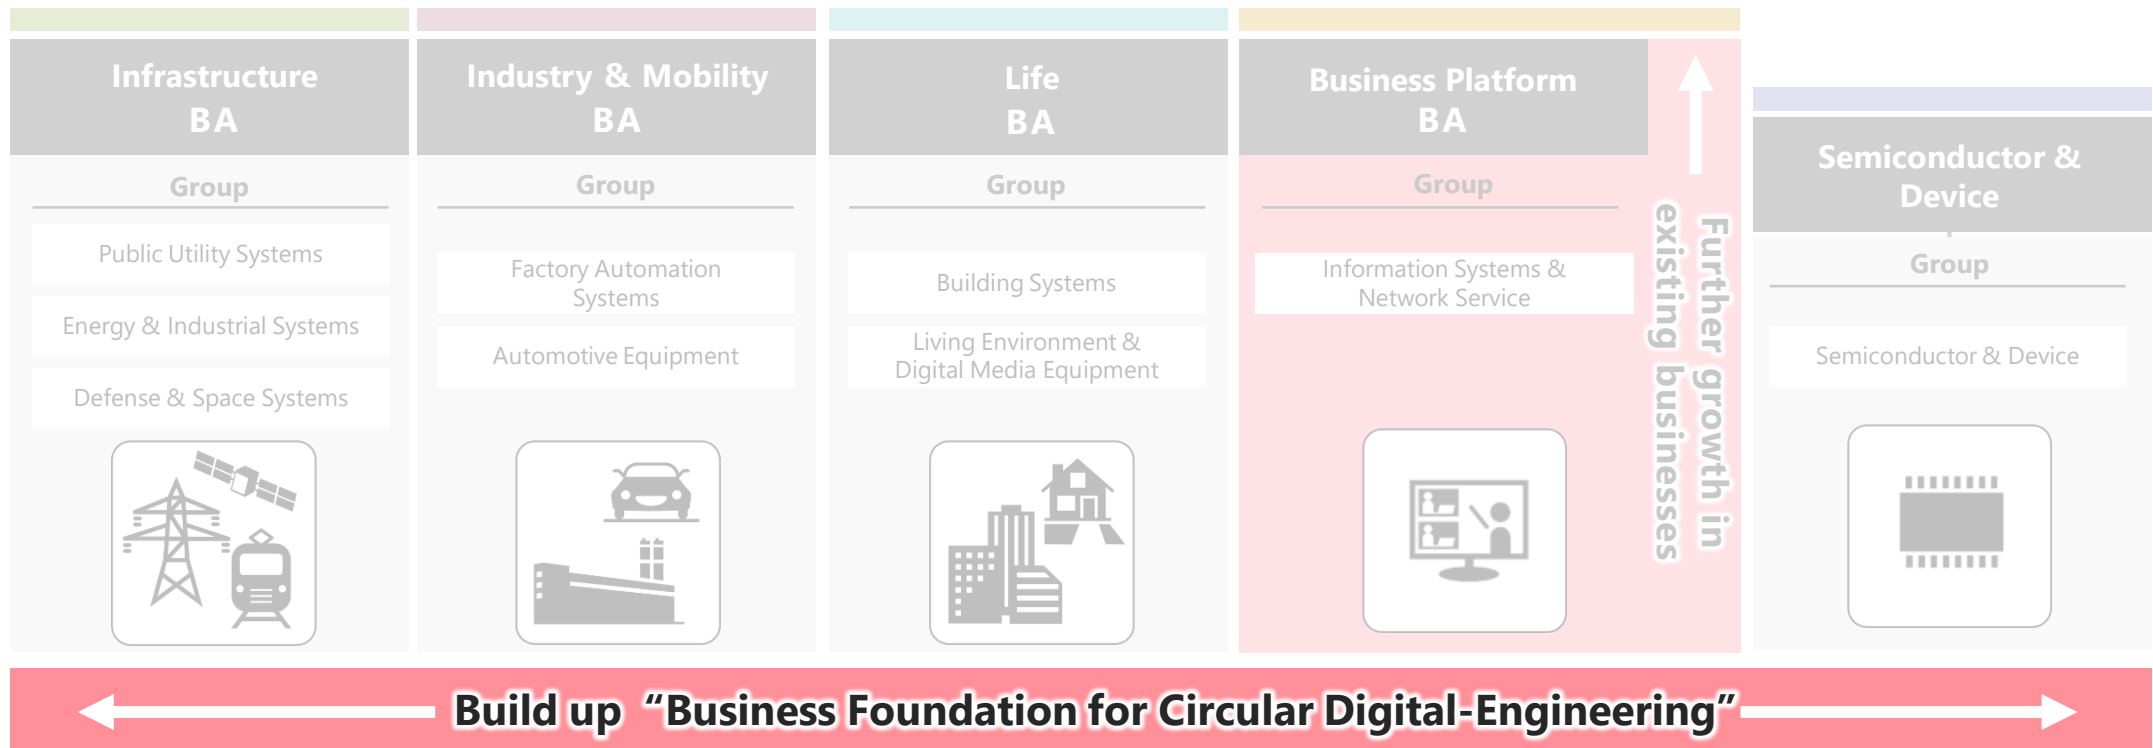 Infrastructure
BA
Group
Public Utility Systems
Energy & Industrial Systems
Defense & Space Systems
Industry & Mobility
BA
Group
Factory Automation
Systems
Automotive Equipment
Life
BA
Group
Building Systems
Living Environment &
Digital Media Equipment
Business Platform
BA
Group
Information Systems &
Network Service
Further growth in
existing businesses
Semiconductor &
Device
Group
Semiconductor & Device
Build up “Business Foundation for Circular Digital-Engineering”